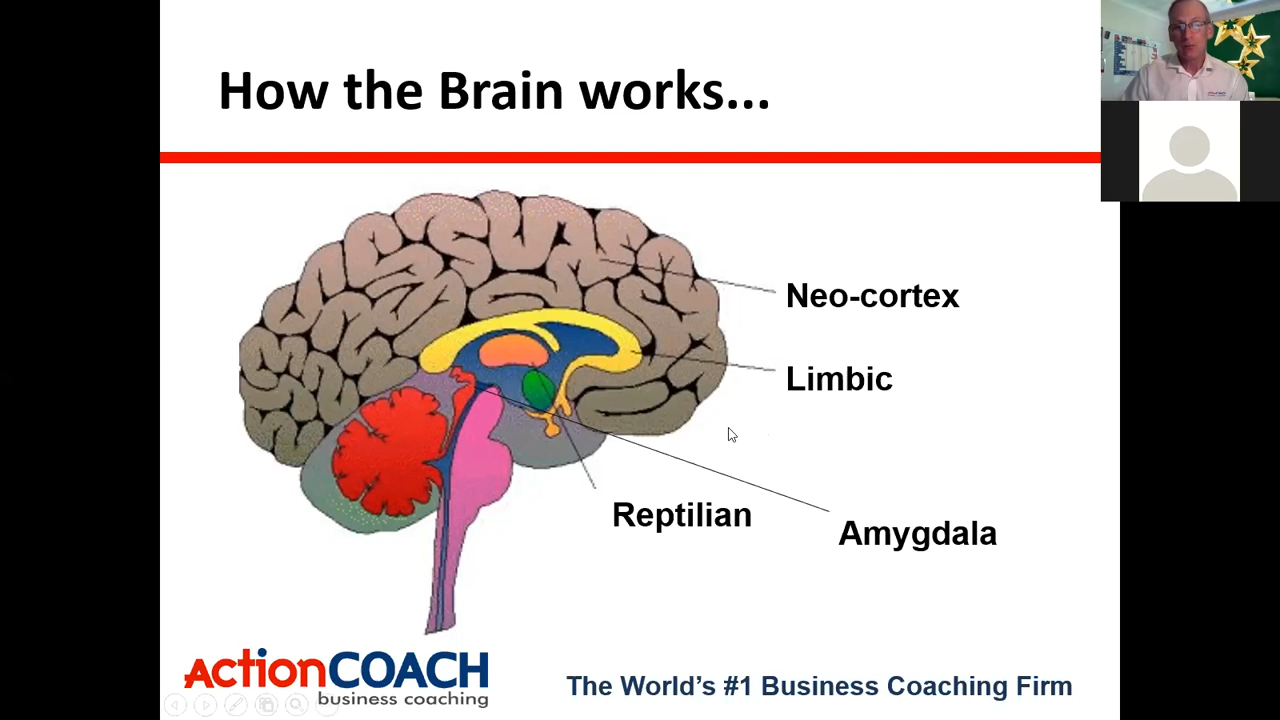 How the Brain works...
Neo-cortex
Limbic
Reptilian
Amygdala
ActionCOACH
business coaching
The World's #1 Business Coaching Firm